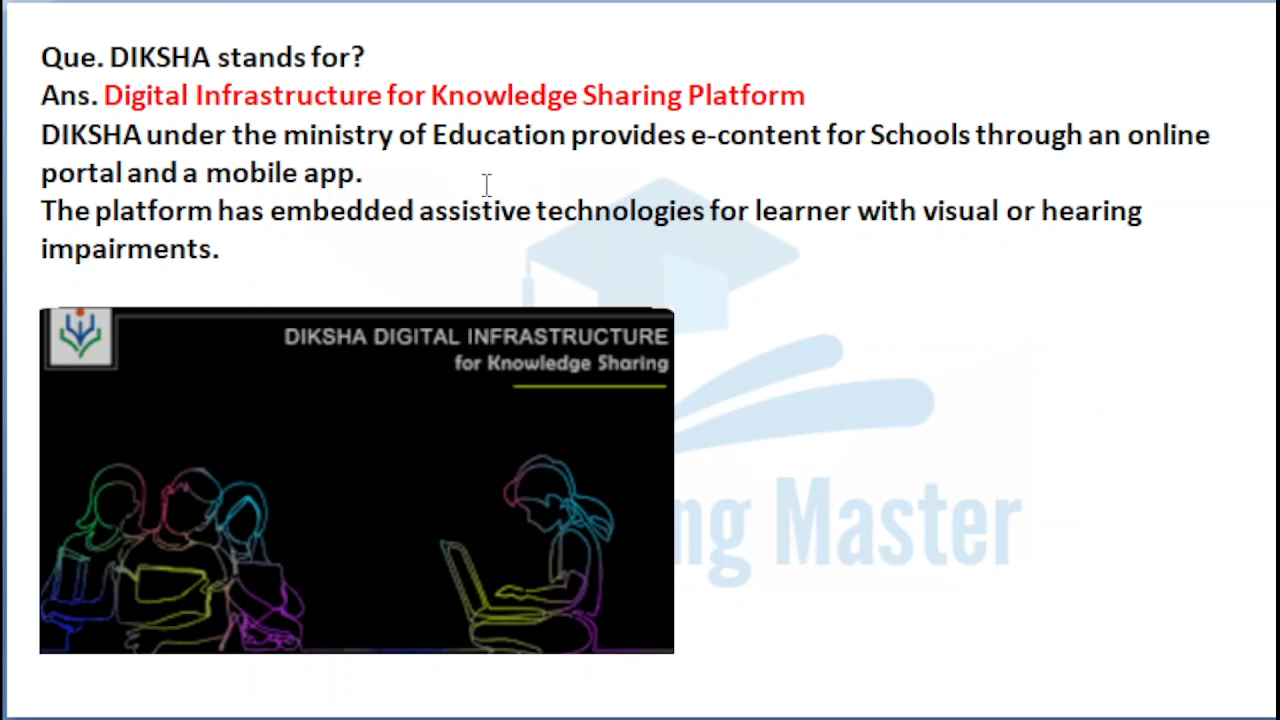 Que. DIKSHA stands for?
Ans. Digital Infrastructure for Knowledge Sharing Platform
DIKSHA under the ministry of Education provides e-content for Schools through an online
portal and a mobile app.
The platform has embedded assistive technologies for learner with visual or hearing
impairments.
DIKSHA DIGITAL INFRASTRUCTURE
for Knowledge Sharing
ng Master